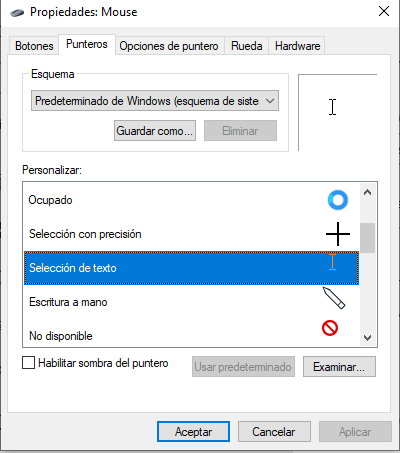 Propiedades: Mouse
Botones Punteros Opciones de puntero Rueda Hardware
Esquema
Predeterminado de Windows (esquema de siste
Guardar como... Eliminar
Personalizar:
Ocupado
Selección con precisión
Selección de texto
Escritura a mano
No disponible
Habilitar sombra del puntero Usar predeterminado Examinar...
Aceptar Cancelar Aplicar